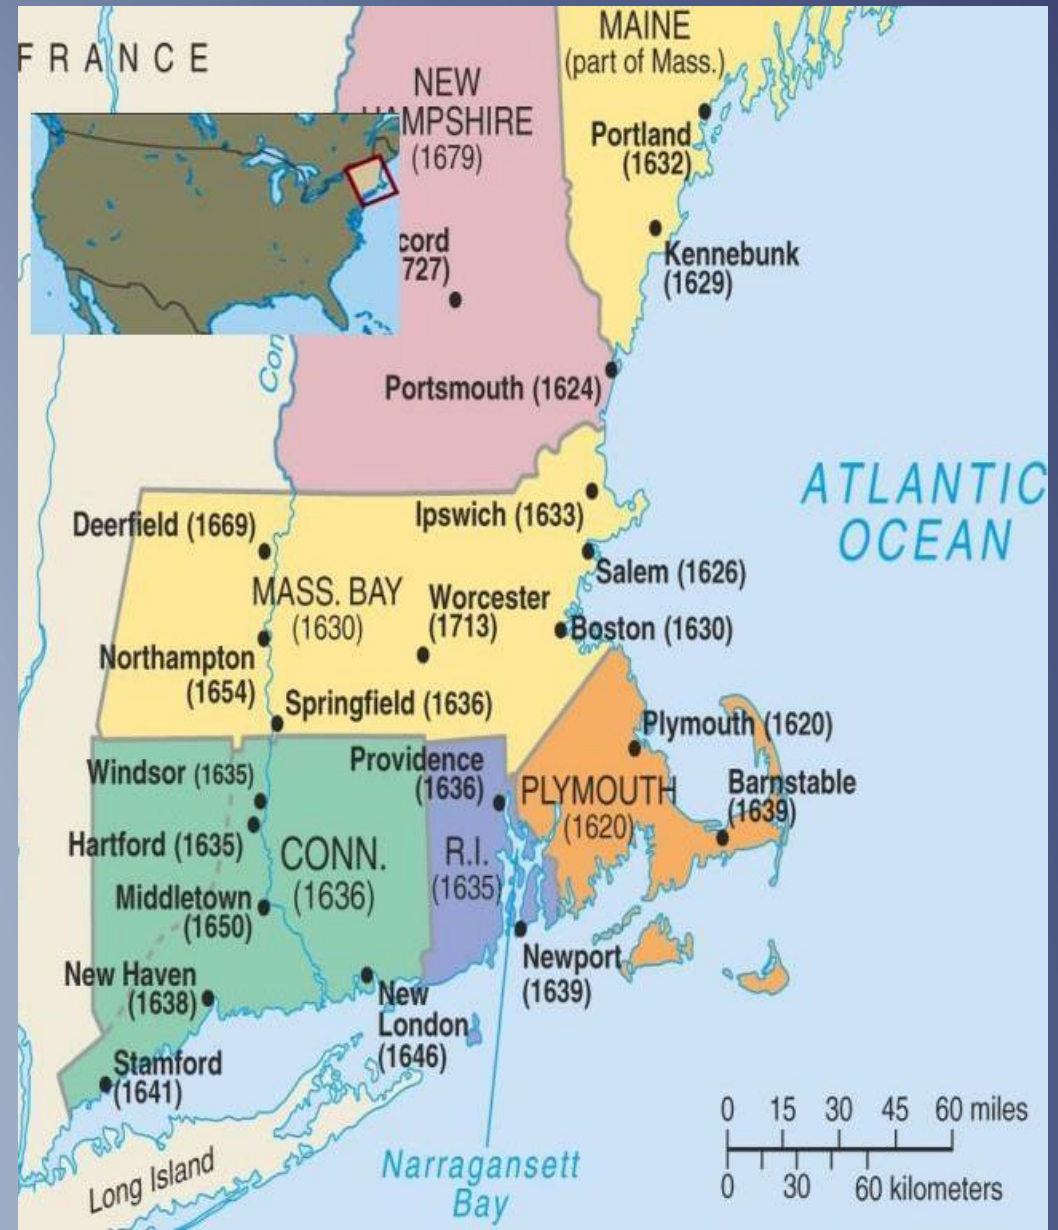 FRANCE
MAINE
(part of Mass.)
NEW
HAMPSHIRE
(1679)
Portland
(1632)
cord
727)
Kennebunk
(1629)
Con
Portsmouth (1624)
ATLANTIC
OCEAN
Deerfield (1669)
Ipswich (1633)
Salem (1626)
MASS. BAY
(1630)
Worcester
(1713)
Boston (1630)
Northampton
(1654)
Springfield (1636)
Plymouth (1620)
Windsor (1635)
Providence
(1636)
PLYMOUTH
(1620)
Barnstable
(1639)
Hartford (1635)
CONN.
(1636)
R.I.
(1635)
Middletown
(1650)
Newport
(1639)
New Haven
(1638)
New
London
(1646)
Stamford
(1641)
0 15 30 45 60 miles
0 30 60 kilometers
Long Island
Narragansett
Bay